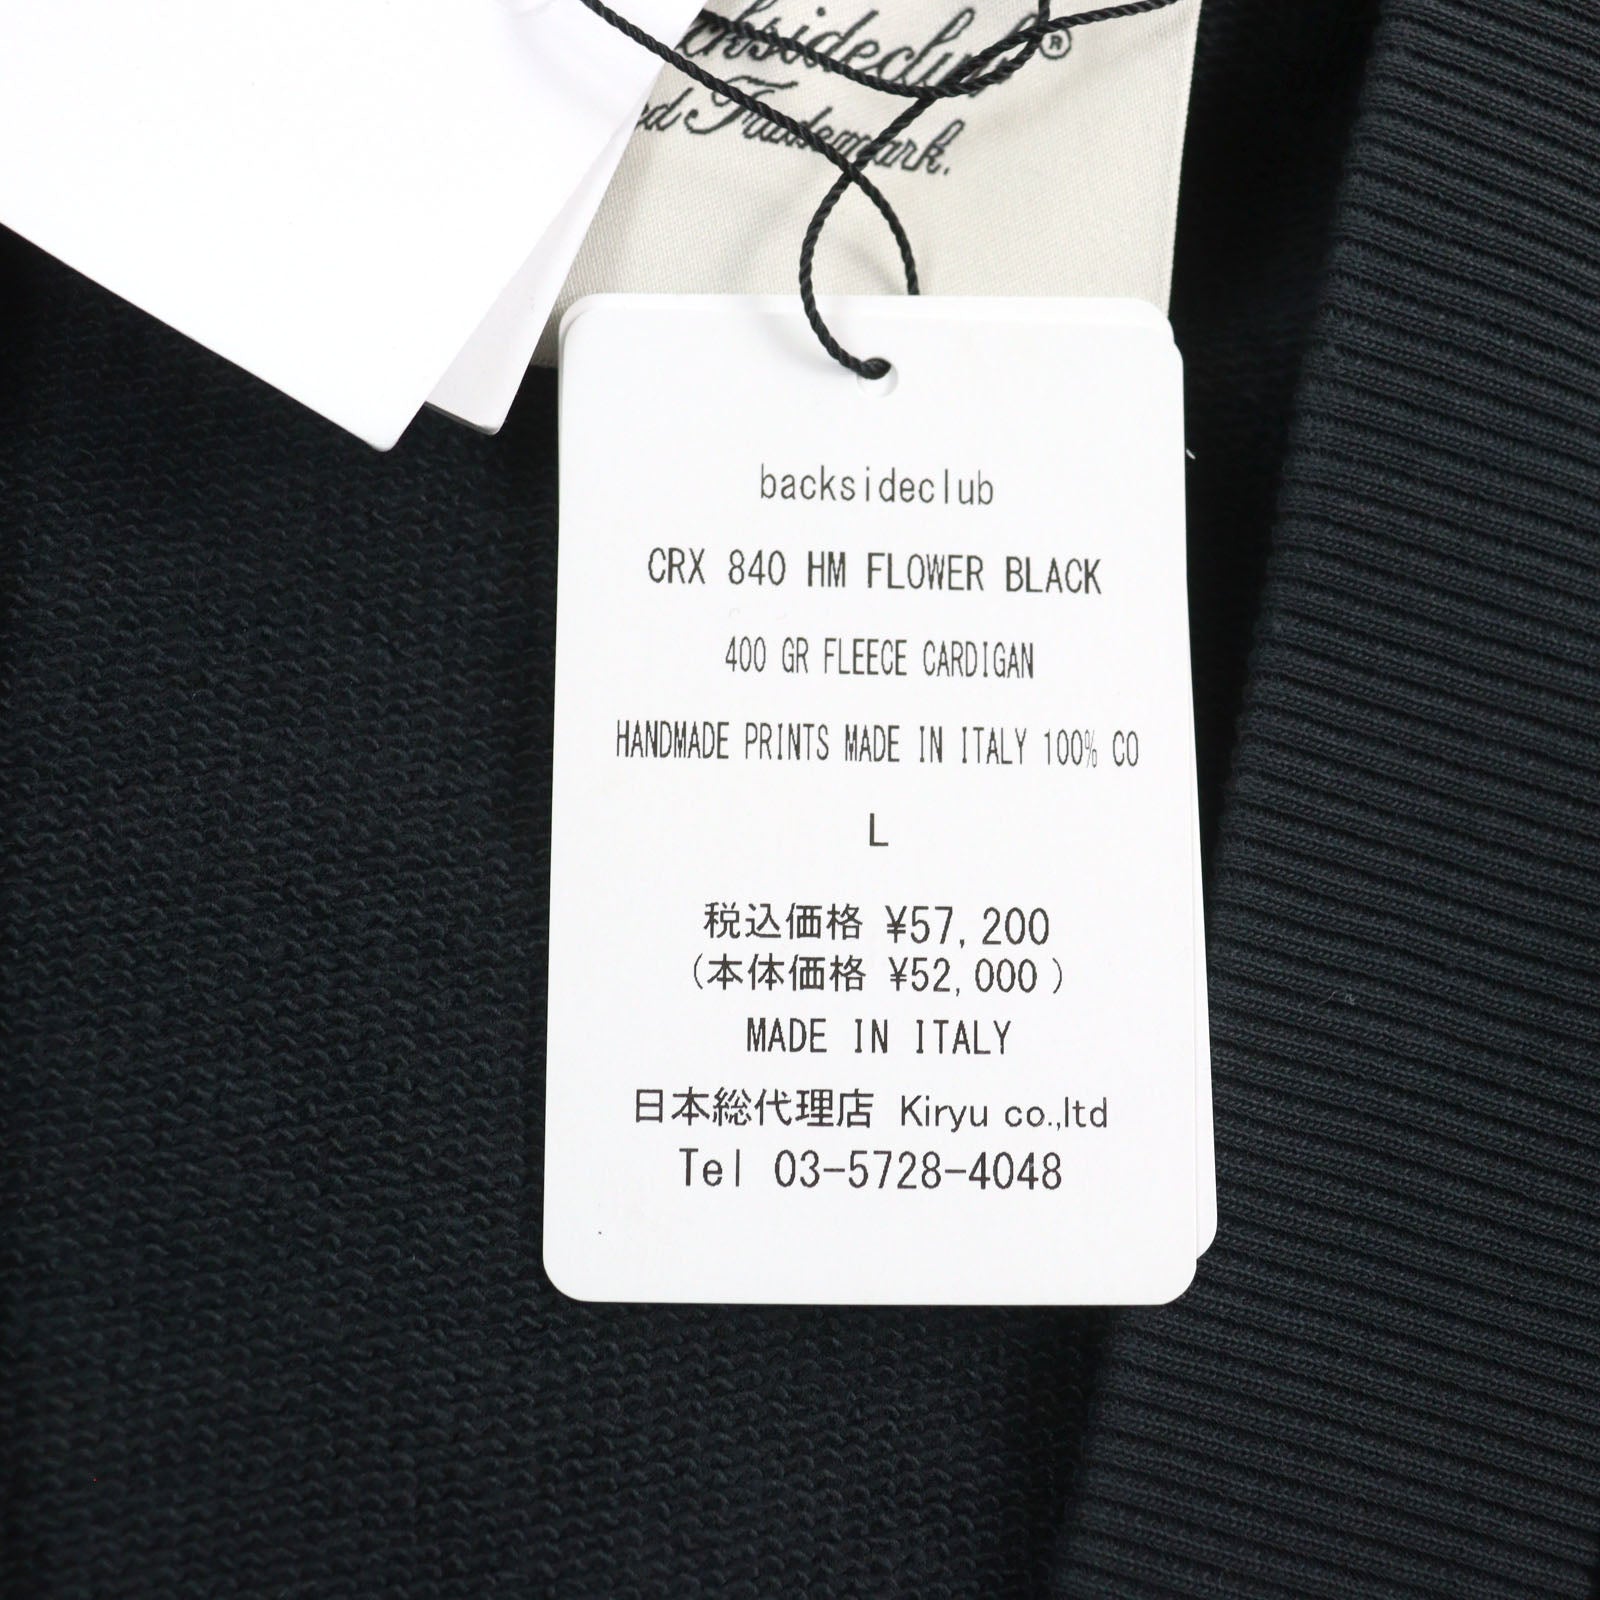 Trademark.
backsideclub
CRX 840 HM FLOWER BLACK
400 GR FLEECE CARDIGAN
HANDMADE PRINTS MADE IN ITALY 100% CO
L
税込価格 ¥57,200
(本体価格 ¥52,000)
MADE IN ITALY
日本総代理店 Kiryu co.,ltd
Tel 03-5728-4048